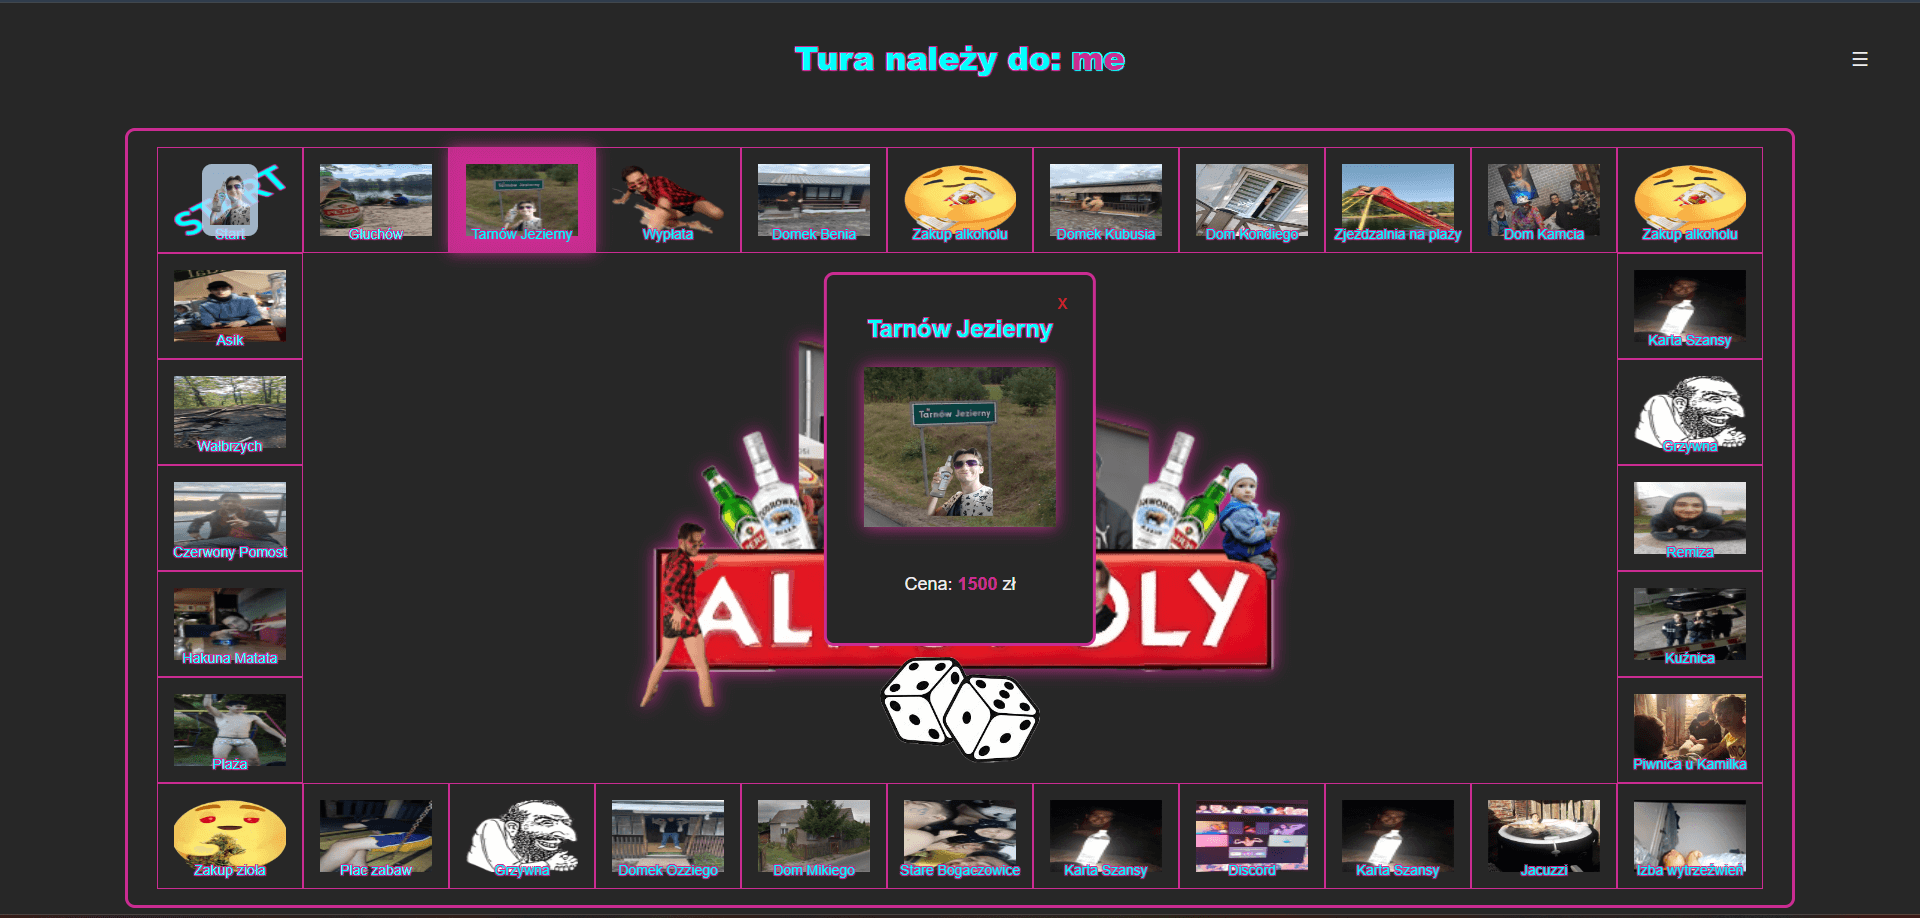 Tura należy do: me
☰
START
Start
Głuchów
Tarnów Jezierny
Tarnów Jezierny
Wypłata
Domek Benia
Zakup alkoholu
Domek Kubusia
Dom Kondiego
Zjeżdzalnia na plaży
Dom Kamcia
Zakup alkoholu
Asik
x
Tarnów Jezierny
Tarnów Jezierny
Cena: 1500 zł
Karta Szansy
Wałbrzych
Grzywna
Czerwony Pomost
Remiza
Hakuna Matata
AL OLY
Kuźnica
Plaża
Piwnica u Kamilka
Zakup zioła
Plac zabaw
Grzywna
Domek Ozziego
Dom Mikiego
Stare Bogaczowice
Karta Szansy
Discord
Karta Szansy
Jacuzzi
Izba wytrzeźwień